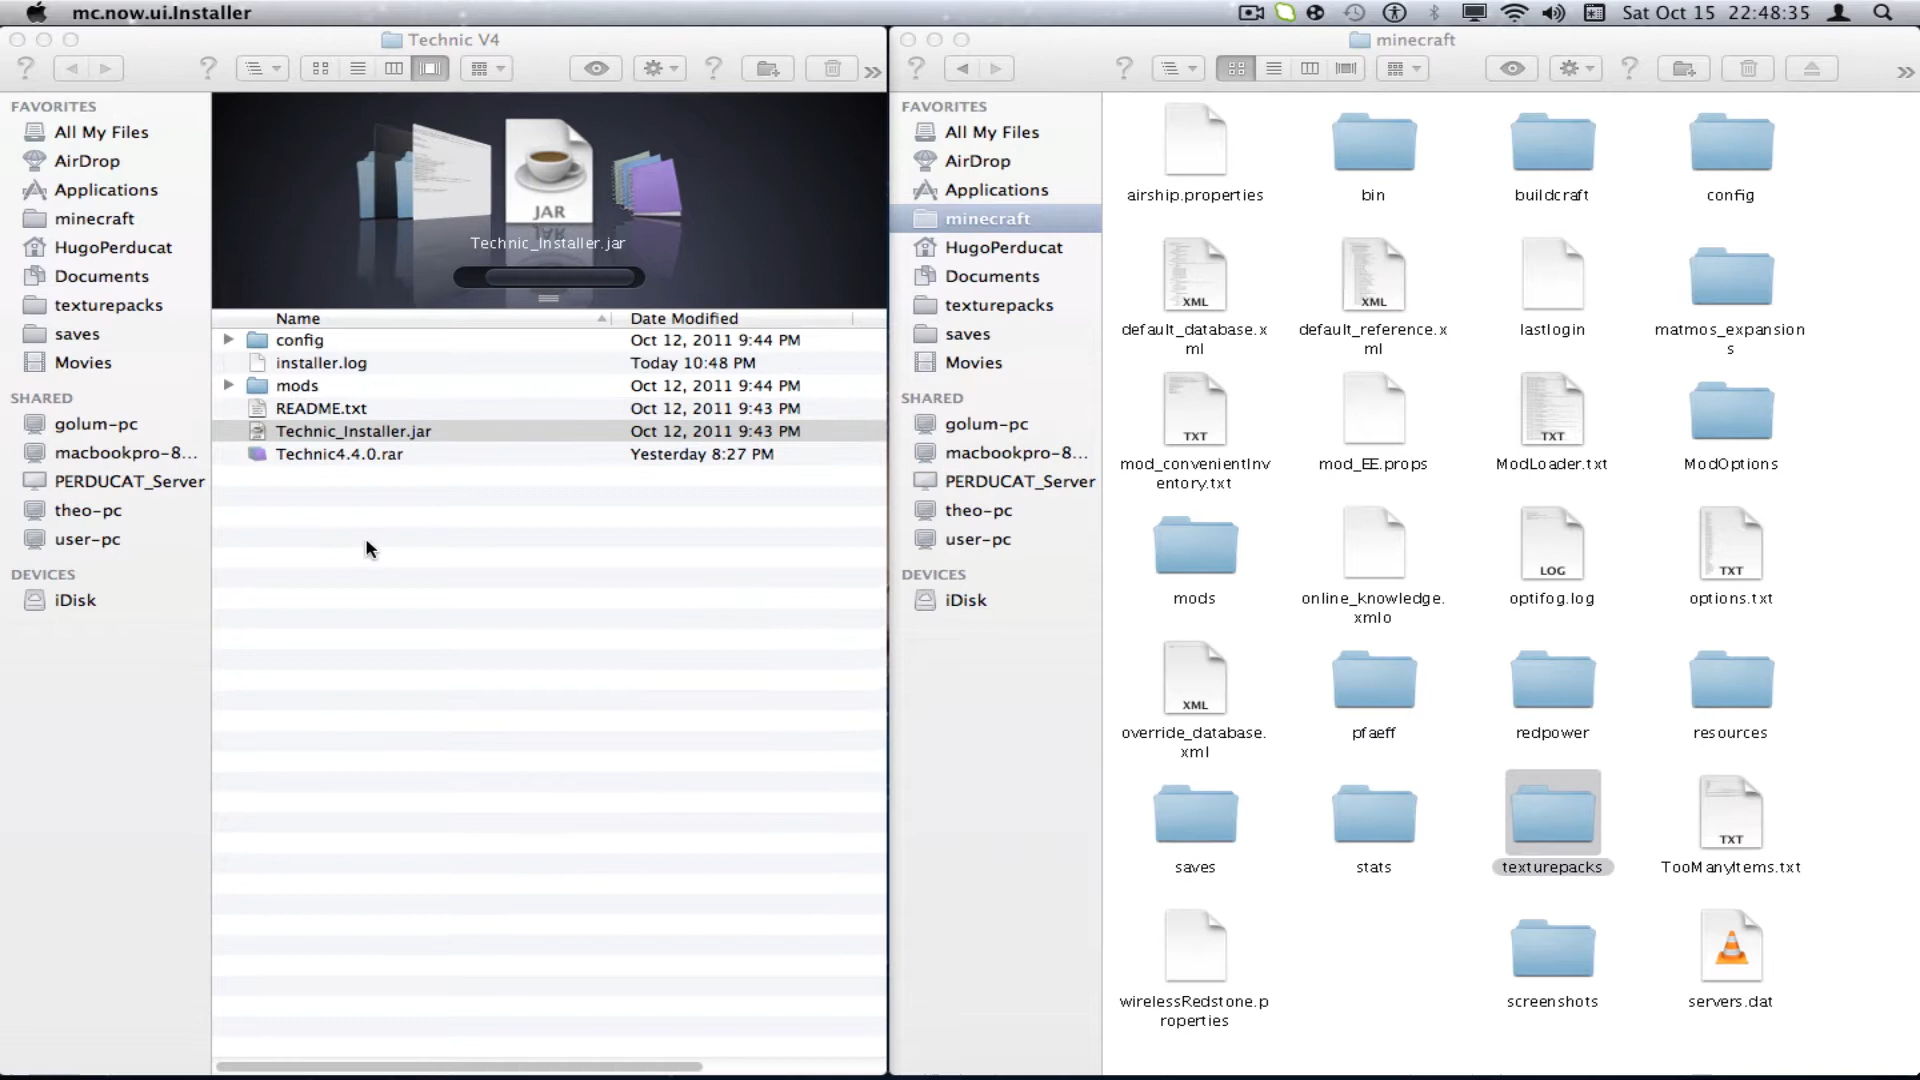 mc.now.ui.Installer
Sat Oct 15 22:48:35
Technic V4
FAVORITES
All My Files
AirDrop
Applications
minecraft
HugoPerducat
Documents
texturepacks
saves
Movies
SHARED
golum-pc
macbookpro-8...
PERDUCAT_Server
theo-pc
user-pc
DEVICES
iDisk
JAR
Technic_Installer.jar
Name Date Modified
config Oct 12, 2011 9:44 PM
installer.log Today 10:48 PM
mods Oct 12, 2011 9:44 PM
README.txt Oct 12, 2011 9:43 PM
Technic_Installer.jar Oct 12, 2011 9:43 PM
Technic4.4.0.rar Yesterday 8:27 PM
minecraft
FAVORITES
All My Files
AirDrop
Applications
minecraft
HugoPerducat
Documents
texturepacks
saves
Movies
SHARED
golum-pc
macbookpro-8...
PERDUCAT_Server
theo-pc
user-pc
DEVICES
iDisk
airship.properties bin buildcraft config
XML XML
default_database.x default_reference.x lastlogin matmos_expansion
ml ml s
TXT TXT
mod_convenientInv mod_EE.props ModLoader.txt ModOptions
entory.txt
LOG TXT
mods online_knowledge. optifog.log options.txt
xmlo
XML
override_database. pfaeff redpower resources
xml
TXT
saves stats texturepacks TooManyItems.txt
wirelessRedstone.p screenshots servers.dat
roperties